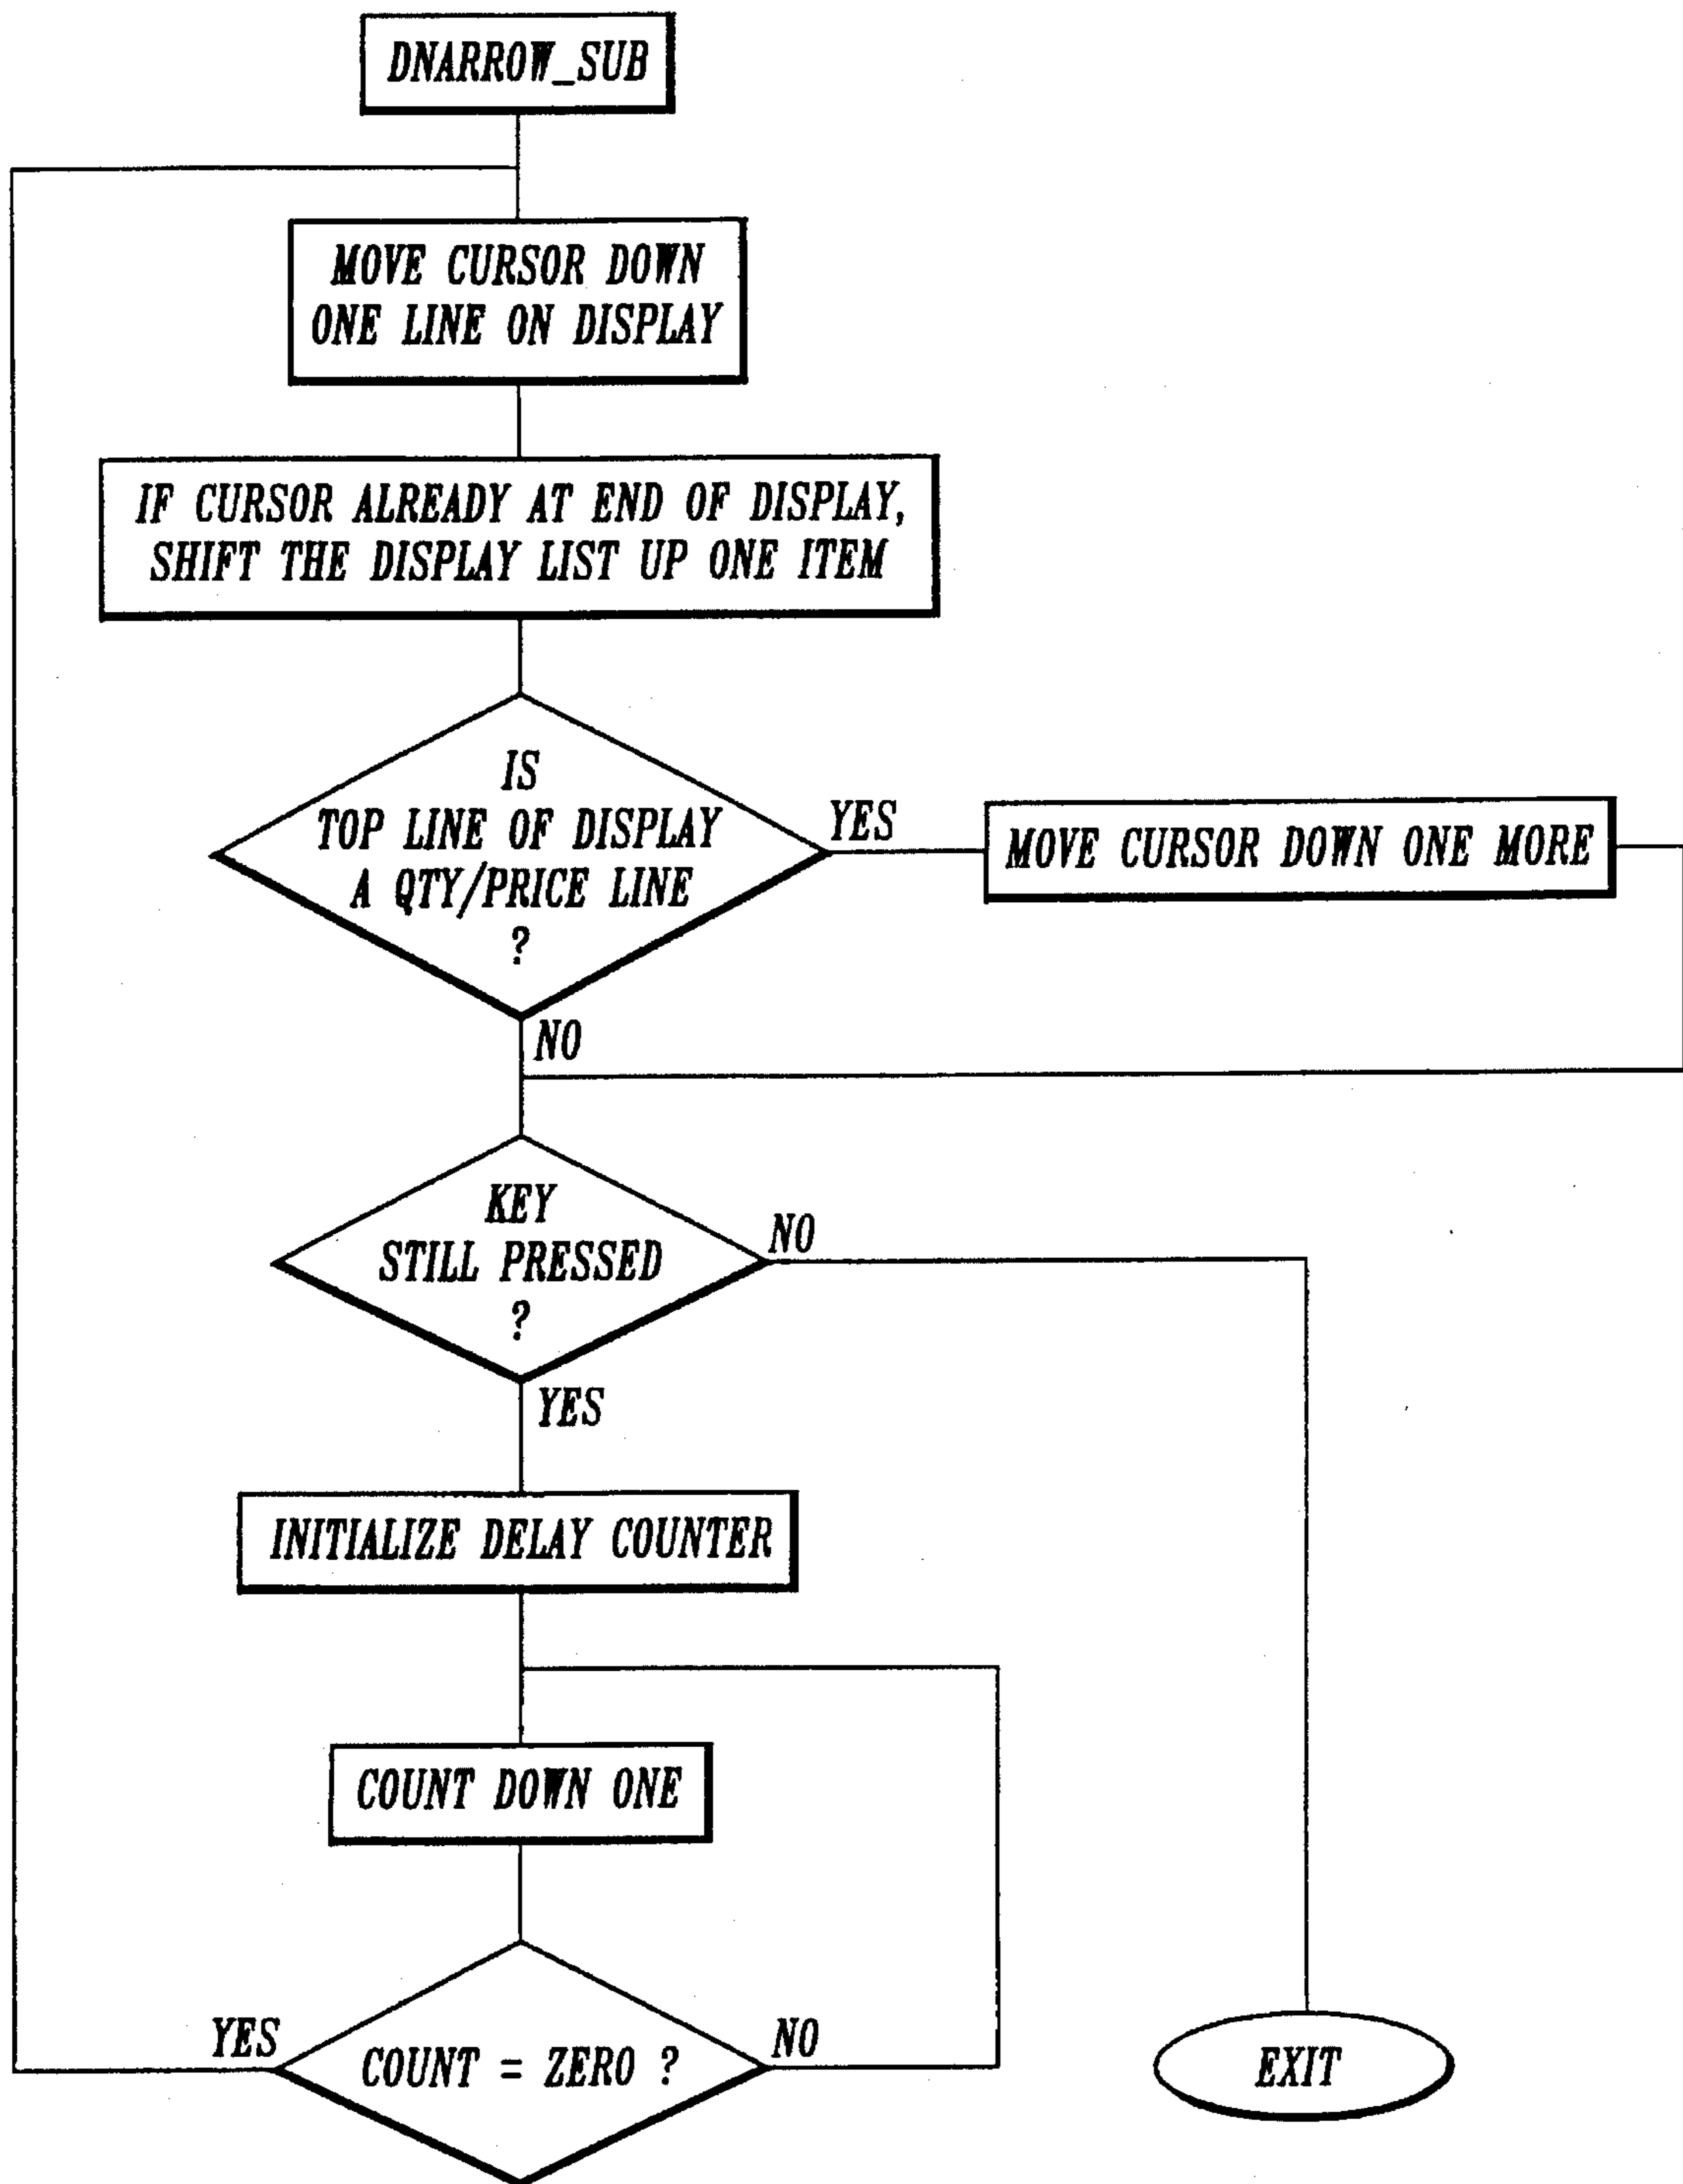 DNARROW_SUB
MOVE CURSOR DOWN
ONE LINE ON DISPLAY
IF CURSOR ALREADY AT END OF DISPLAY,
SHIFT THE DISPLAY LIST UP ONE ITEM
IS
TOP LINE OF DISPLAY
A QTY/PRICE LINE
?
YES
MOVE CURSOR DOWN ONE MORE
NO
KEY
STILL PRESSED
?
NO
YES
INITIALIZE DELAY COUNTER
COUNT DOWN ONE
YES
COUNT = ZERO ?
NO
EXIT